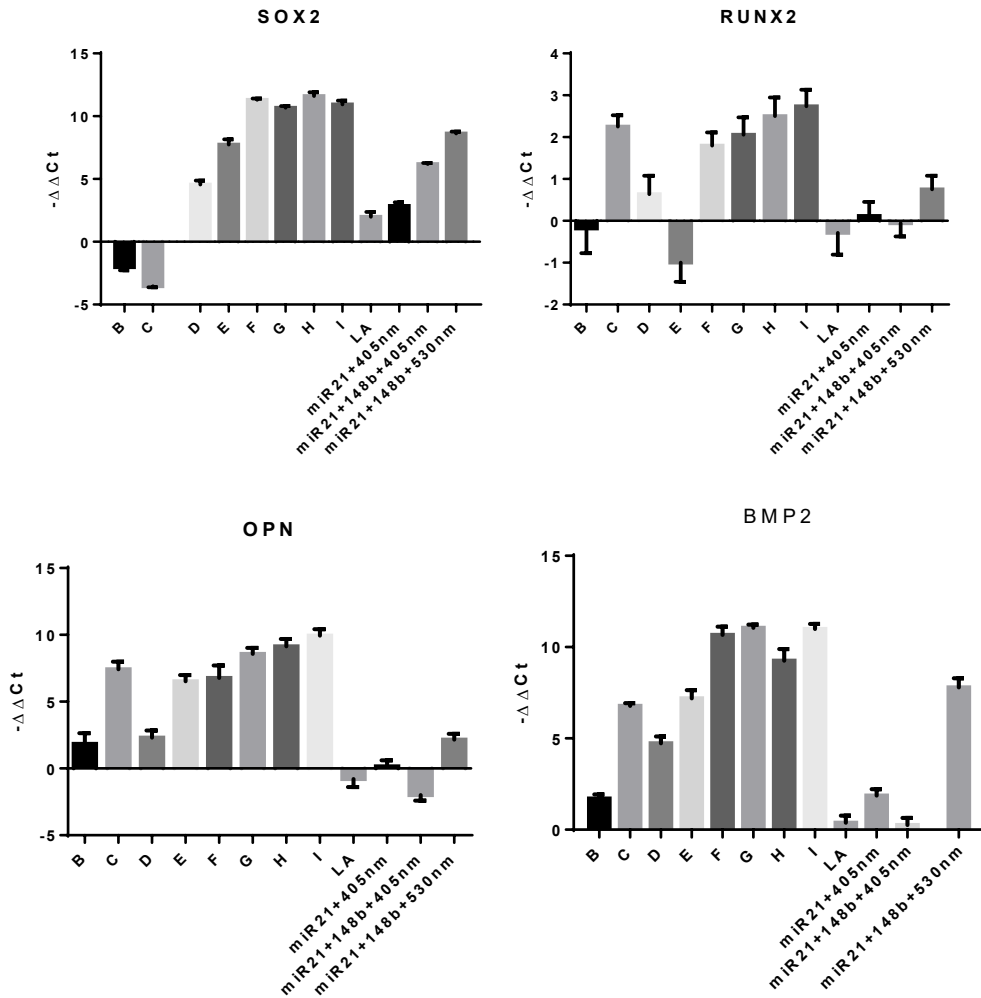 SOX2
15
10
5
0
-5
-ΔΔCt
B
C
D
E
F
G
H
I
LA
miR21+405nm
miR21+148b+405nm
miR21+148b+530nm
RUNX2
4
3
2
1
0
-1
-2
-ΔΔCt
B
C
D
E
F
G
H
I
LA
miR21+405nm
miR21+148b+405nm
miR21+148b+530nm
OPN
15
10
5
0
-5
-ΔΔCt
B
C
D
E
F
G
H
I
LA
miR21+405nm
miR21+148b+405nm
miR21+148b+530nm
BMP2
15
10
5
0
-ΔΔCt
B
C
D
E
F
G
H
I
LA
miR21+405nm
miR21+148b+405nm
miR21+148b+530nm